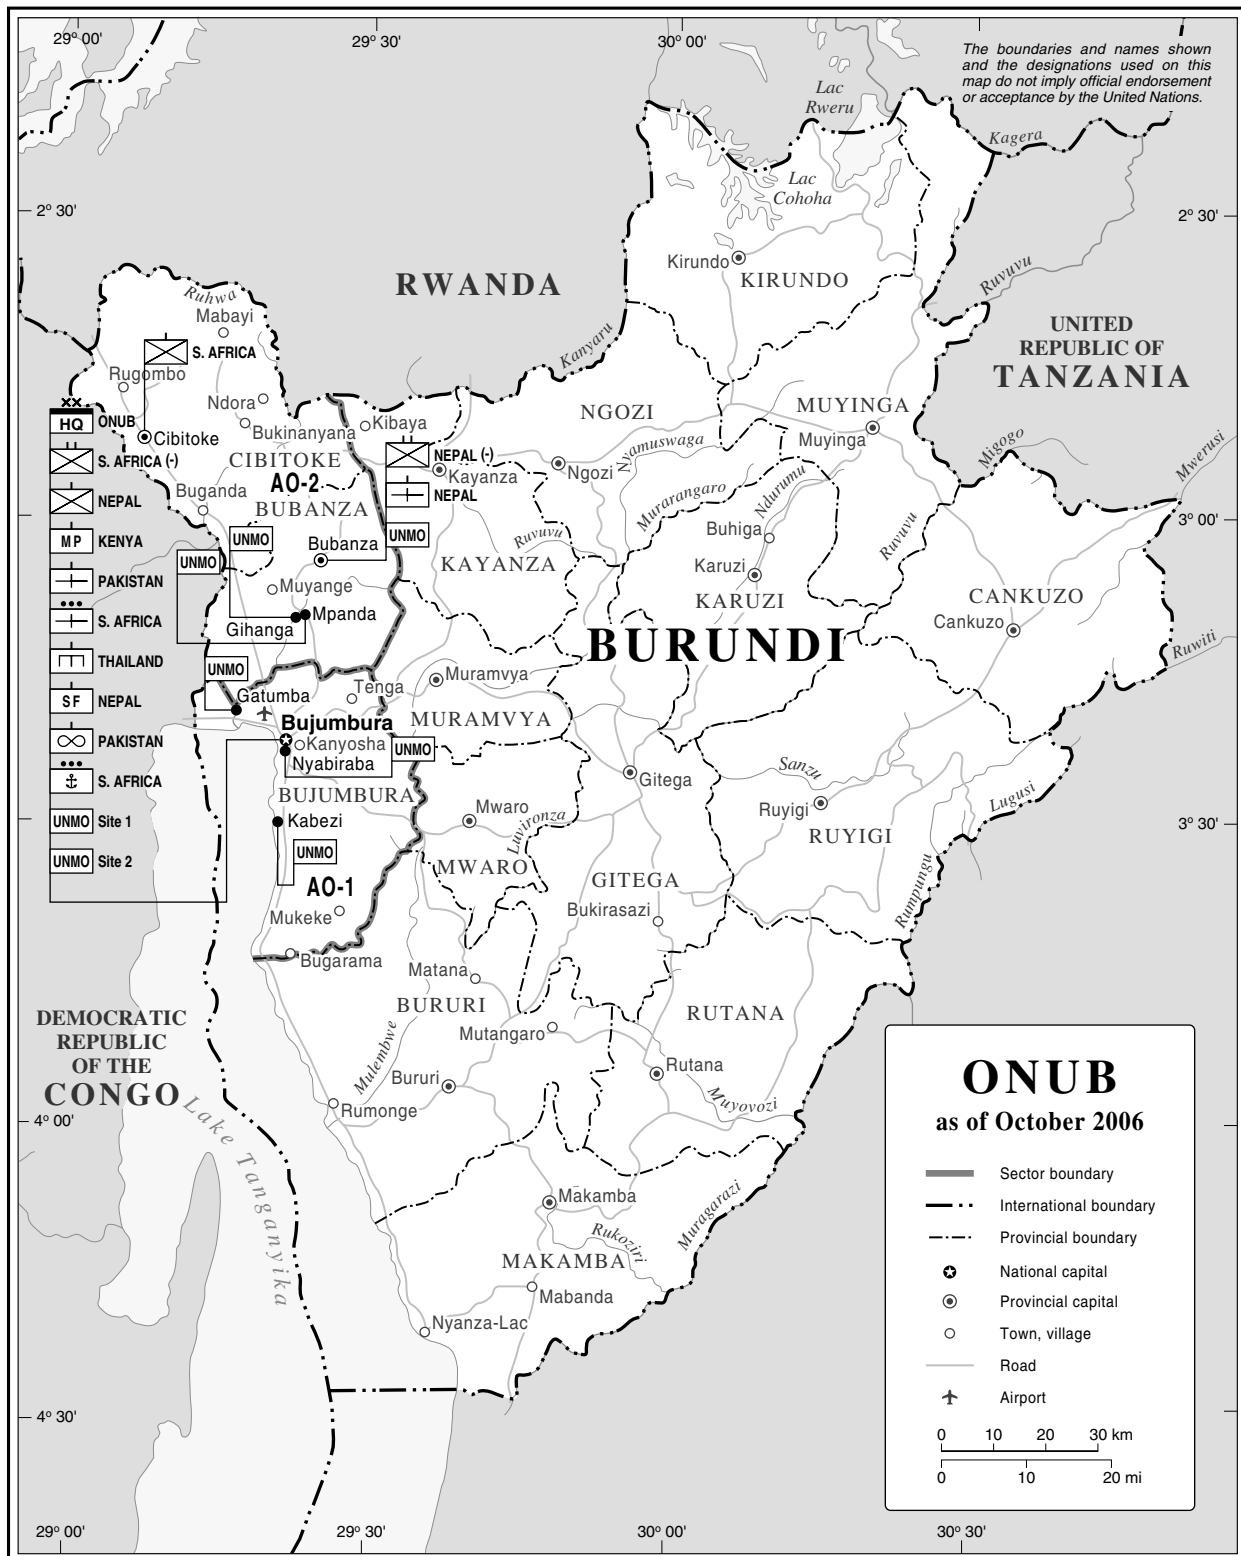 29° 00'
29° 30'
30° 00'
The boundaries and names shown
and the designations used on this
map do not imply official endorsement
or acceptance by the United Nations.
Lac
Rweru
Kagera
Lac
Cohoha
2° 30'
2° 30'
Kirundo
KIRUNDO
RWANDA
Ruvuvu
Ruhwa
Mabayi
UNITED
REPUBLIC OF
TANZANIA
S. AFRICA
Kanyaru
Rugombo
Ndora
NGOZI
MUYINGA
HQ
ONUB
Bukinanyana
Kibaya
Muyinga
Cibitoke
Nyamuswaga
Migogo
Mwerusi
S. AFRICA (-)
CIBITOKE
NEPAL (-)
Kayanza
Ngozi
AO-2
Ndurumu
Murarangaro
NEPAL
Buganda
BUBANZA
NEPAL
3° 00'
MP
KENYA
UNMO
Bubanza
UNMO
Ruvuvu
Buhiga
Ruvuvu
UNMO
KAYANZA
Karuzi
PAKISTAN
Muyange
KARUZI
CANKUZO
S. AFRICA
Mpanda
Gihanga
Cankuzo
BURUNDI
Ruwiti
THAILAND
UNMO
Tenga
Muramvya
SF
NEPAL
Gatumba
Bujumbura
MURAMVYA
PAKISTAN
Kanyosha
UNMO
Nyabiraba
Sanzu
Gitega
S. AFRICA
BUJUMBURA
Lugusi
Mwaro
Ruyigi
UNMO
Site 1
Kabezi
Luvironza
RUYIGI
3° 30'
UNMO
Site 2
UNMO
MWARO
AO-1
GITEGA
Rumpungu
Mukeke
Bukirasazi
Bugarama
Matana
BURURI
RUTANA
DEMOCRATIC
REPUBLIC
OF THE
CONGO
Mutangaro
Mulembwe
Rutana
ONUB
Bururi
Muyovozi
Lake Tanganyika
Rumonge
as of October 2006
4° 00'
Sector boundary
Makamba
Muragarazi
International boundary
Rukoziri
Provincial boundary
MAKAMBA
National capital
Mabanda
Provincial capital
Nyanza-Lac
Town, village
Road
Airport
4° 30'
0 10 20 30 km
0 10 20 mi
29° 00'
29° 30'
30° 00'
30° 30'